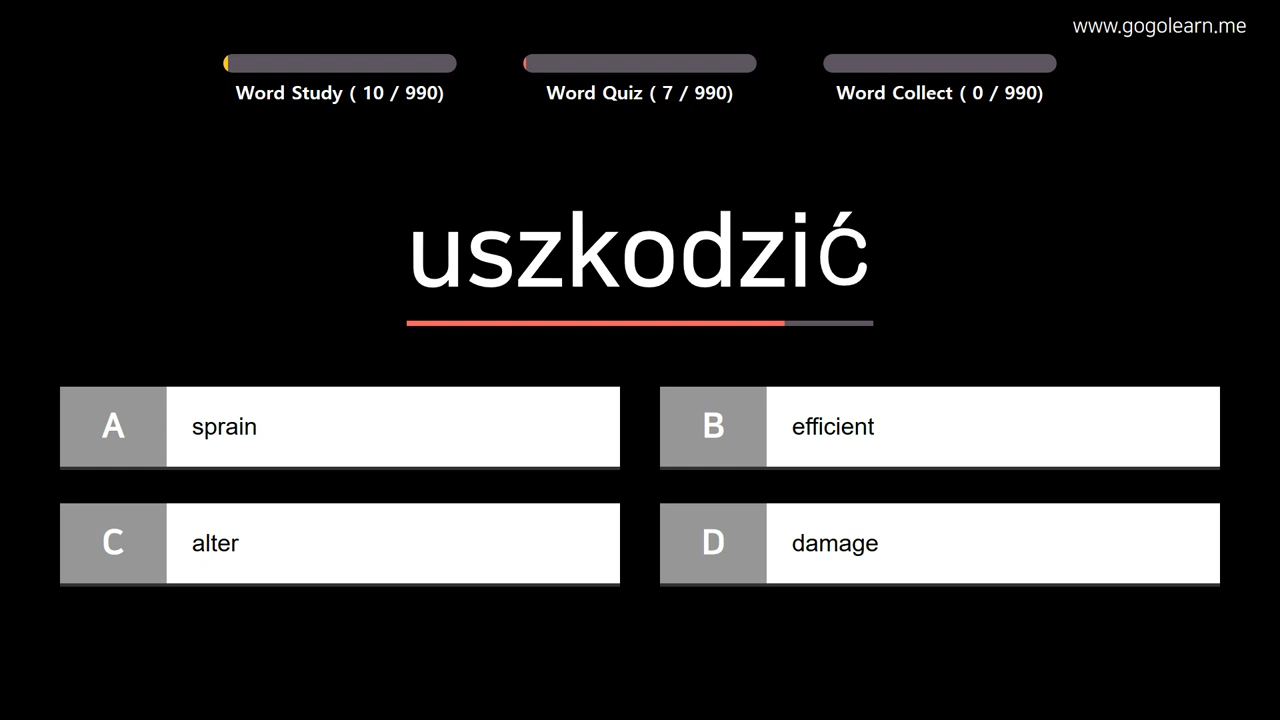 www.gogolearn.me
Word Study ( 10 / 990)
Word Quiz ( 7 / 990)
Word Collect ( 0 / 990)
uszkodzić
A sprain
B efficient
C alter
D damage